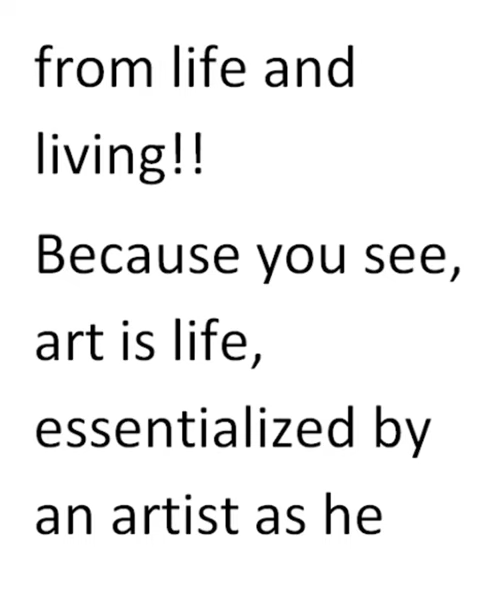 from life and
living!!
Because you see,
art is life,
essentialized by
an artist as he